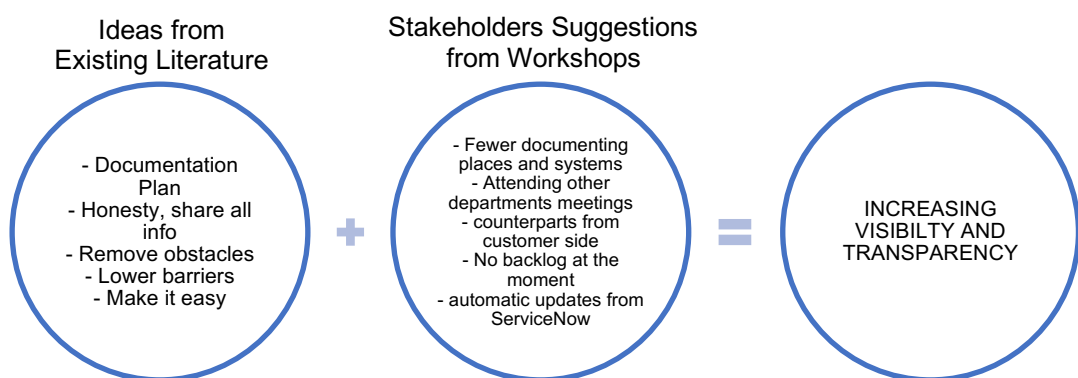 Ideas from
Existing Literature
- Documentation
Plan
- Honesty, share all
info
- Remove obstacles
- Lower barriers
- Make it easy
Stakeholders Suggestions
from Workshops
- Fewer documenting
places and systems
- Attending other
departments meetings
- counterparts from
customer side
- No backlog at the
moment
- automatic updates from
ServiceNow
INCREASING
VISIBILTY AND
TRANSPARENCY